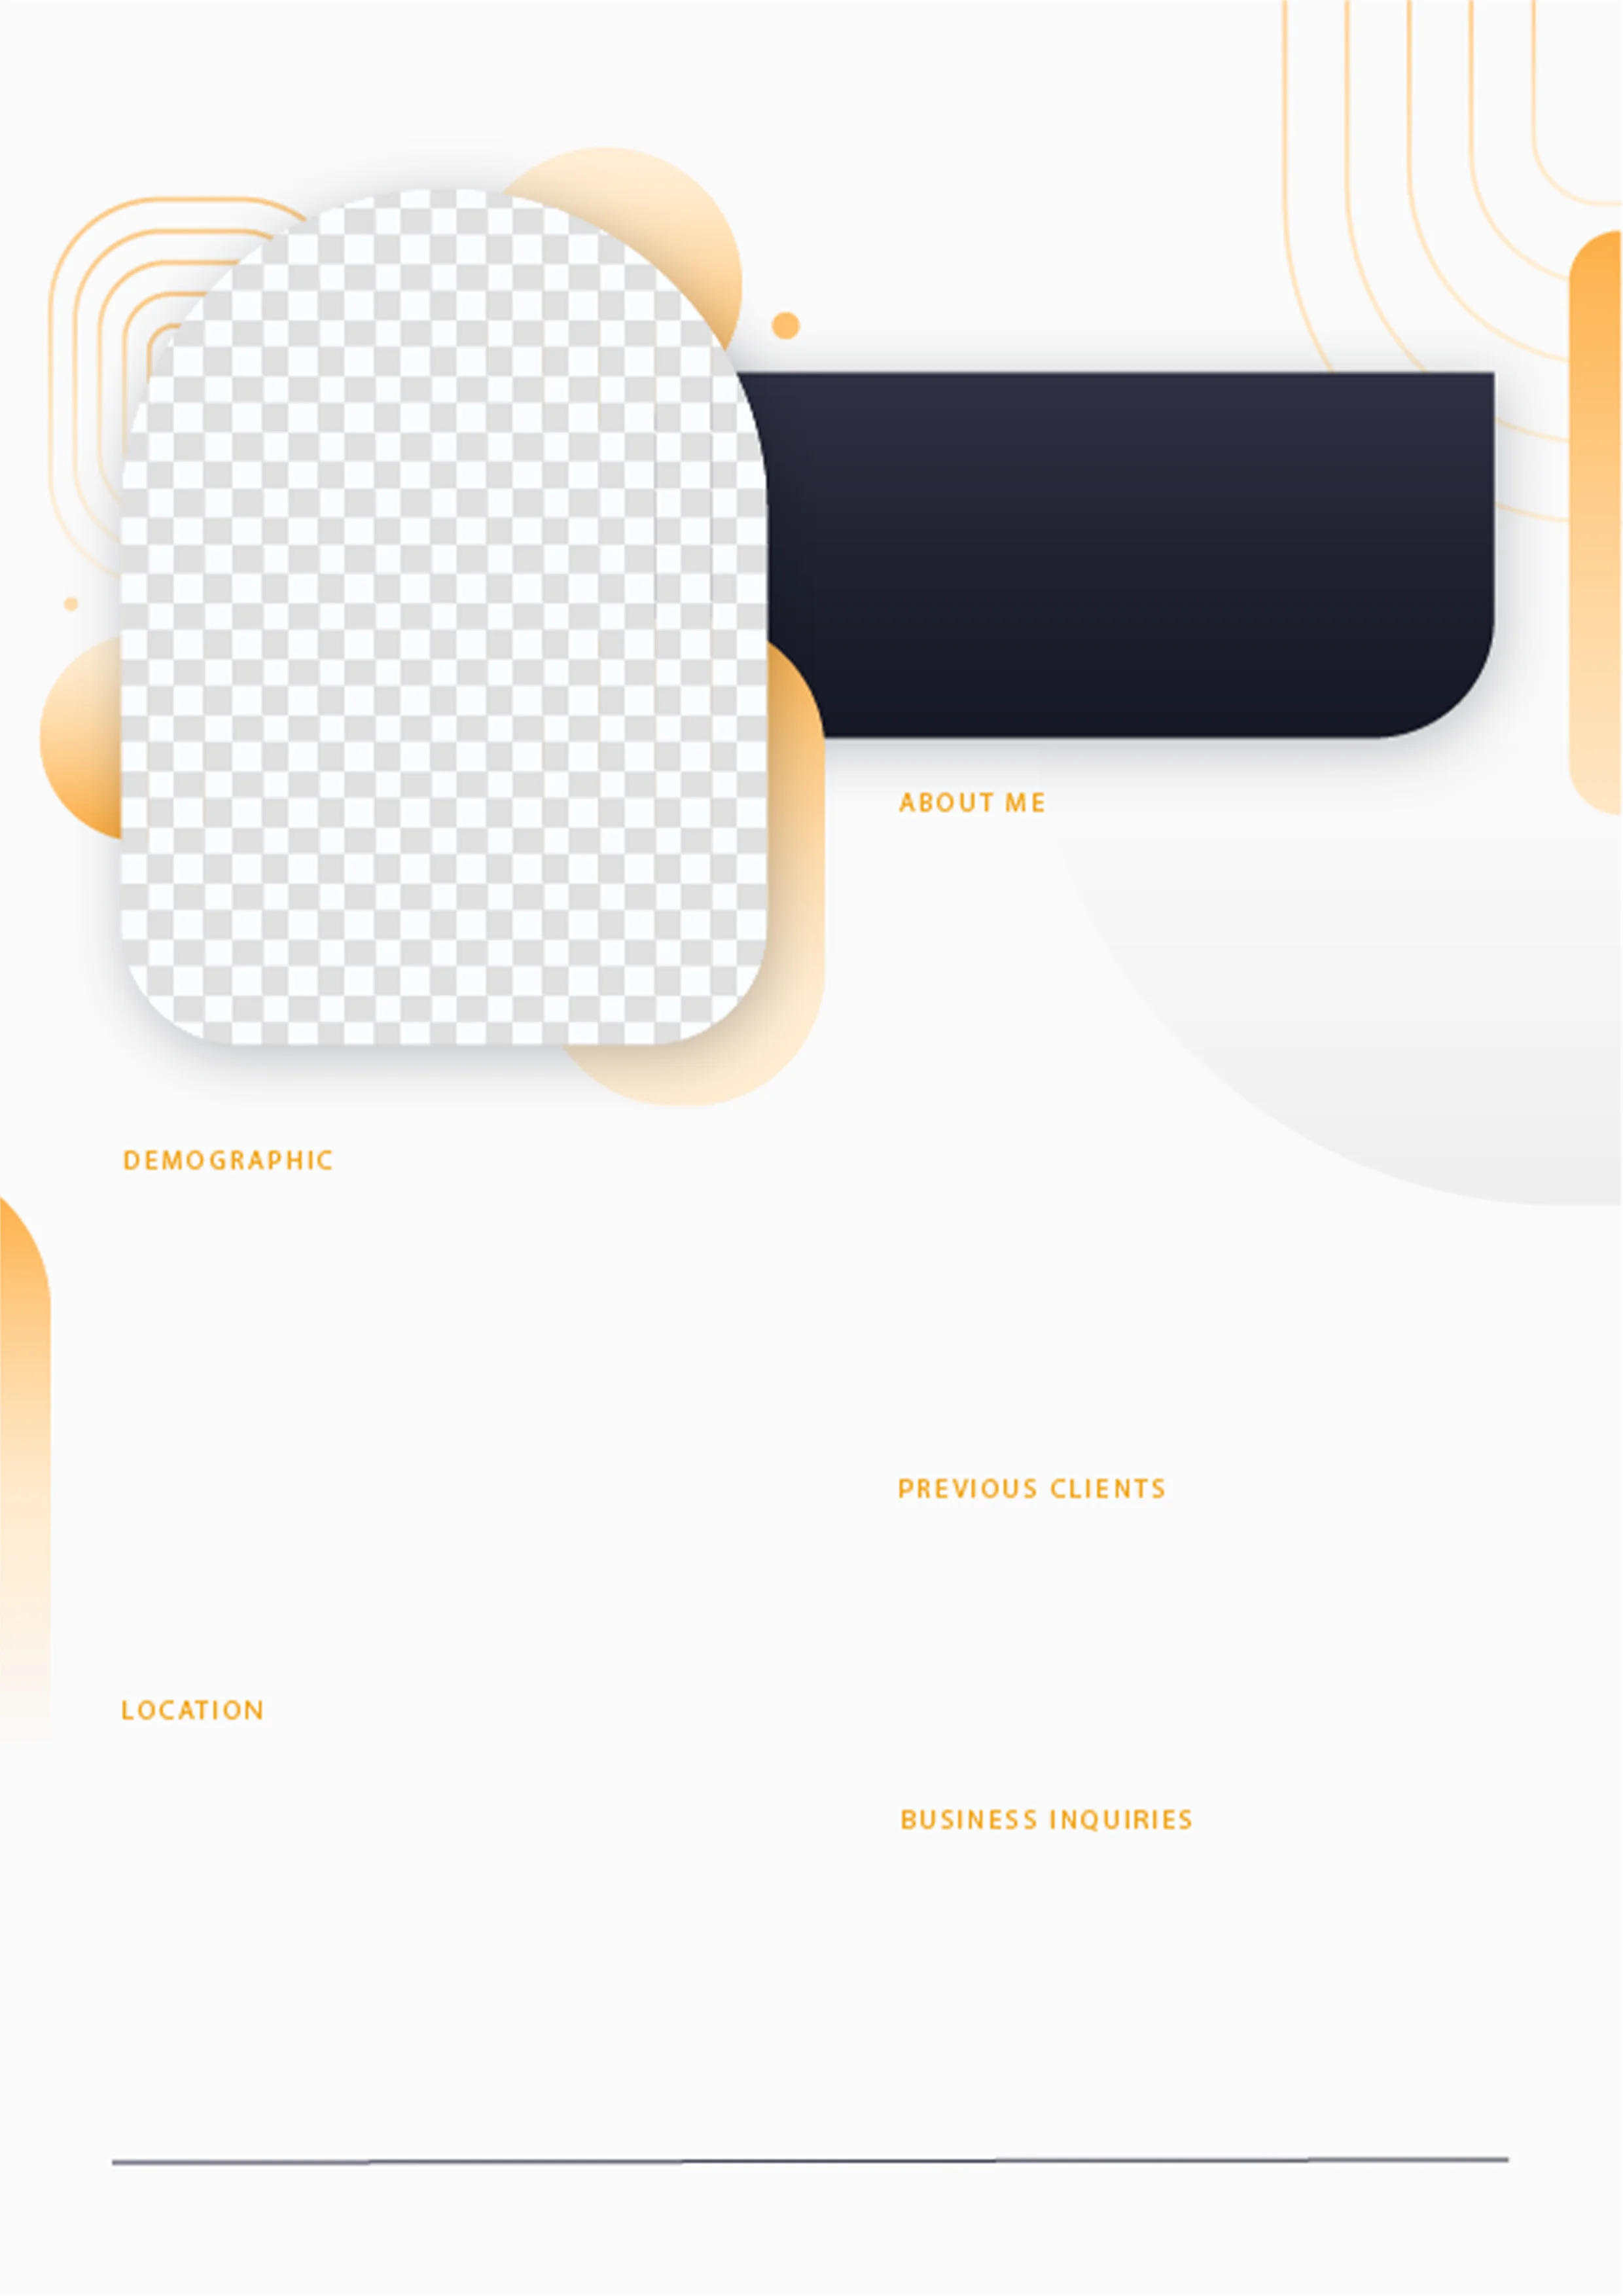 ABOUT ME
DEMOGRAPHIC
PREVIOUS CLIENTS
LOCATION
BUSINESS INQUIRIES